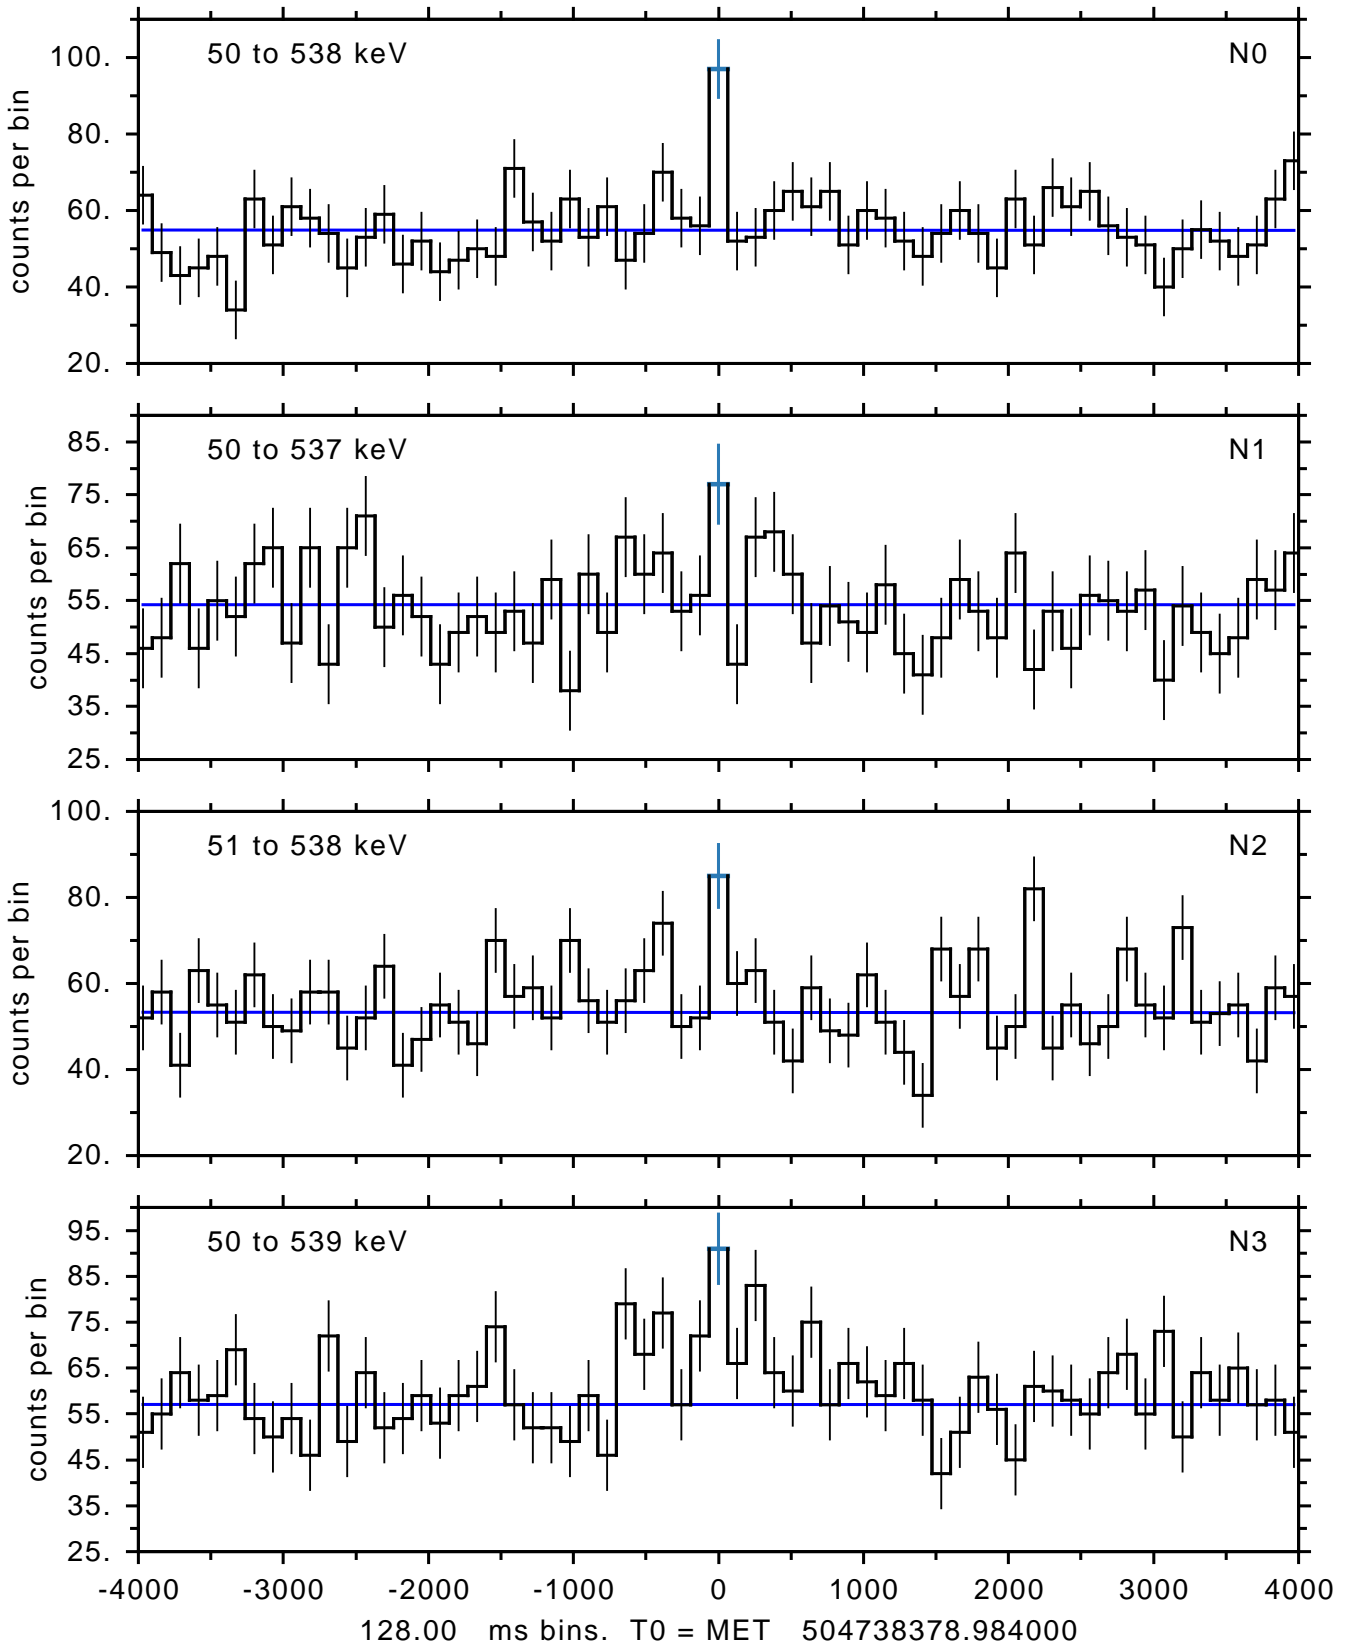 50 to 538 keV N0
100.
80.
60.
40.
20.
counts per bin
50 to 537 keV N1
85.
75.
65.
55.
45.
35.
25.
counts per bin
51 to 538 keV N2
100.
80.
60.
40.
20.
counts per bin
50 to 539 keV N3
95.
85.
75.
65.
55.
45.
35.
25.
counts per bin
-4000 -3000 -2000 -1000 0 1000 2000 3000 4000
128.00 ms bins. T0 = MET 504738378.984000